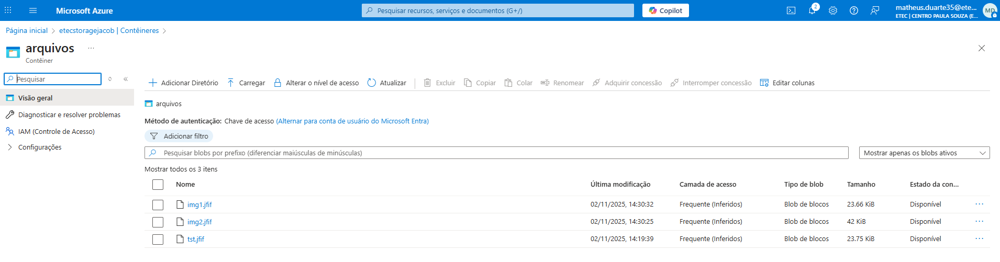 Microsoft Azure
Pesquisar recursos, serviços e documentos (G+/)
Copilot
2
matheus.duarte35@ete...
ETEC | CENTRO PAULA SOUZA (E...
MD
Página inicial > etecstoragejacob | Contêineres >
arquivos ...
Contêiner
Pesquisar
Adicionar Diretório Carregar Alterar o nível de acesso Atualizar Excluir Copiar Colar Renomear Adquirir concessão Interromper concessão Editar colunas
Visão geral
Diagnosticar e resolver problemas
IAM (Controle de Acesso)
Configurações
arquivos
Método de autenticação: Chave de acesso (Alternar para conta de usuário do Microsoft Entra)
Adicionar filtro
Pesquisar blobs por prefixo (diferenciar maiúsculas de minúsculas)
Mostrar apenas os blobs ativos
Mostrar todos os 3 itens
Nome Última modificação Camada de acesso Tipo de blob Tamanho Estado da con...
img1.jfif 02/11/2025, 14:30:32 Frequente (Inferidos) Blob de blocos 23.66 KiB Disponível ...
img2.jfif 02/11/2025, 14:30:25 Frequente (Inferidos) Blob de blocos 42 KiB Disponível ...
tst.jfif 02/11/2025, 14:19:39 Frequente (Inferidos) Blob de blocos 23.75 KiB Disponível ...